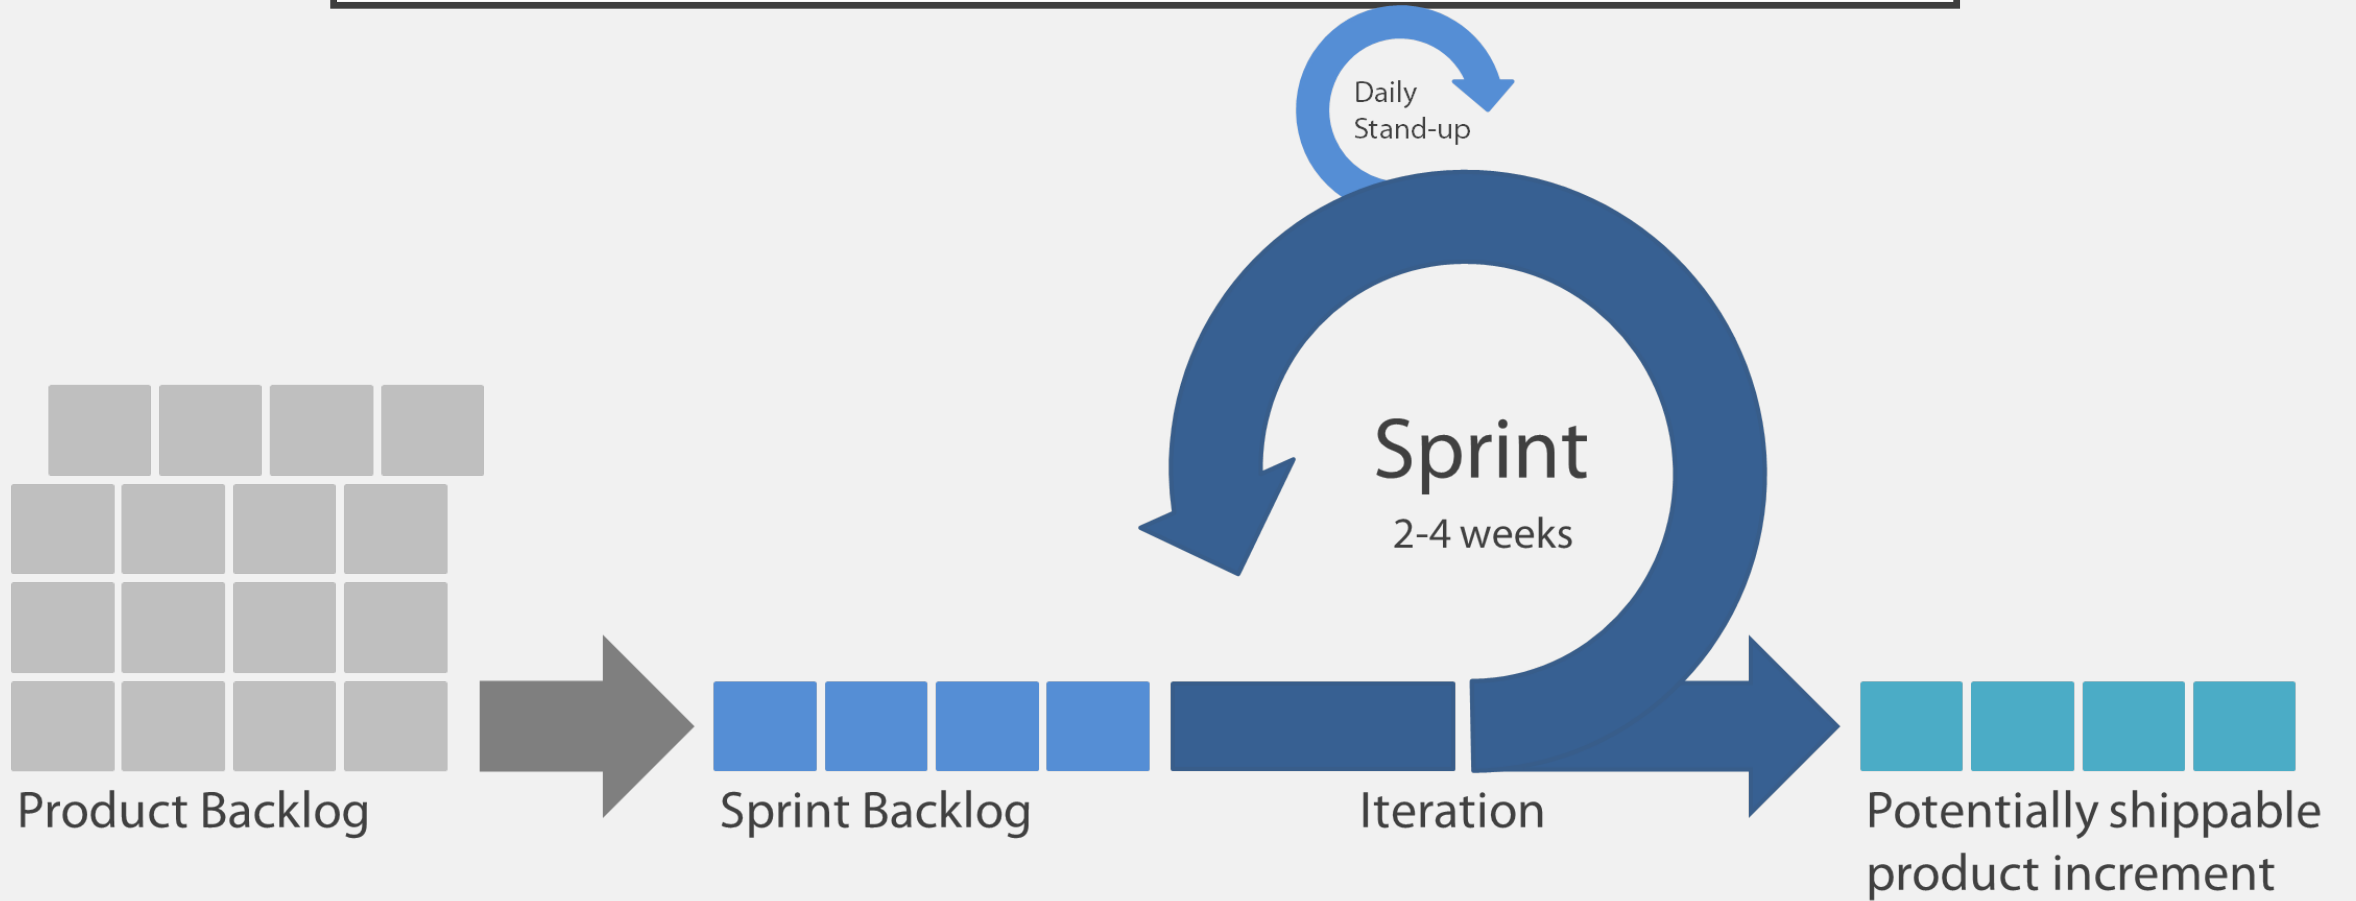 Daily
Stand-up
Sprint
2-4 weeks
Product Backlog
Sprint Backlog
Iteration
Potentially shippable
product increment